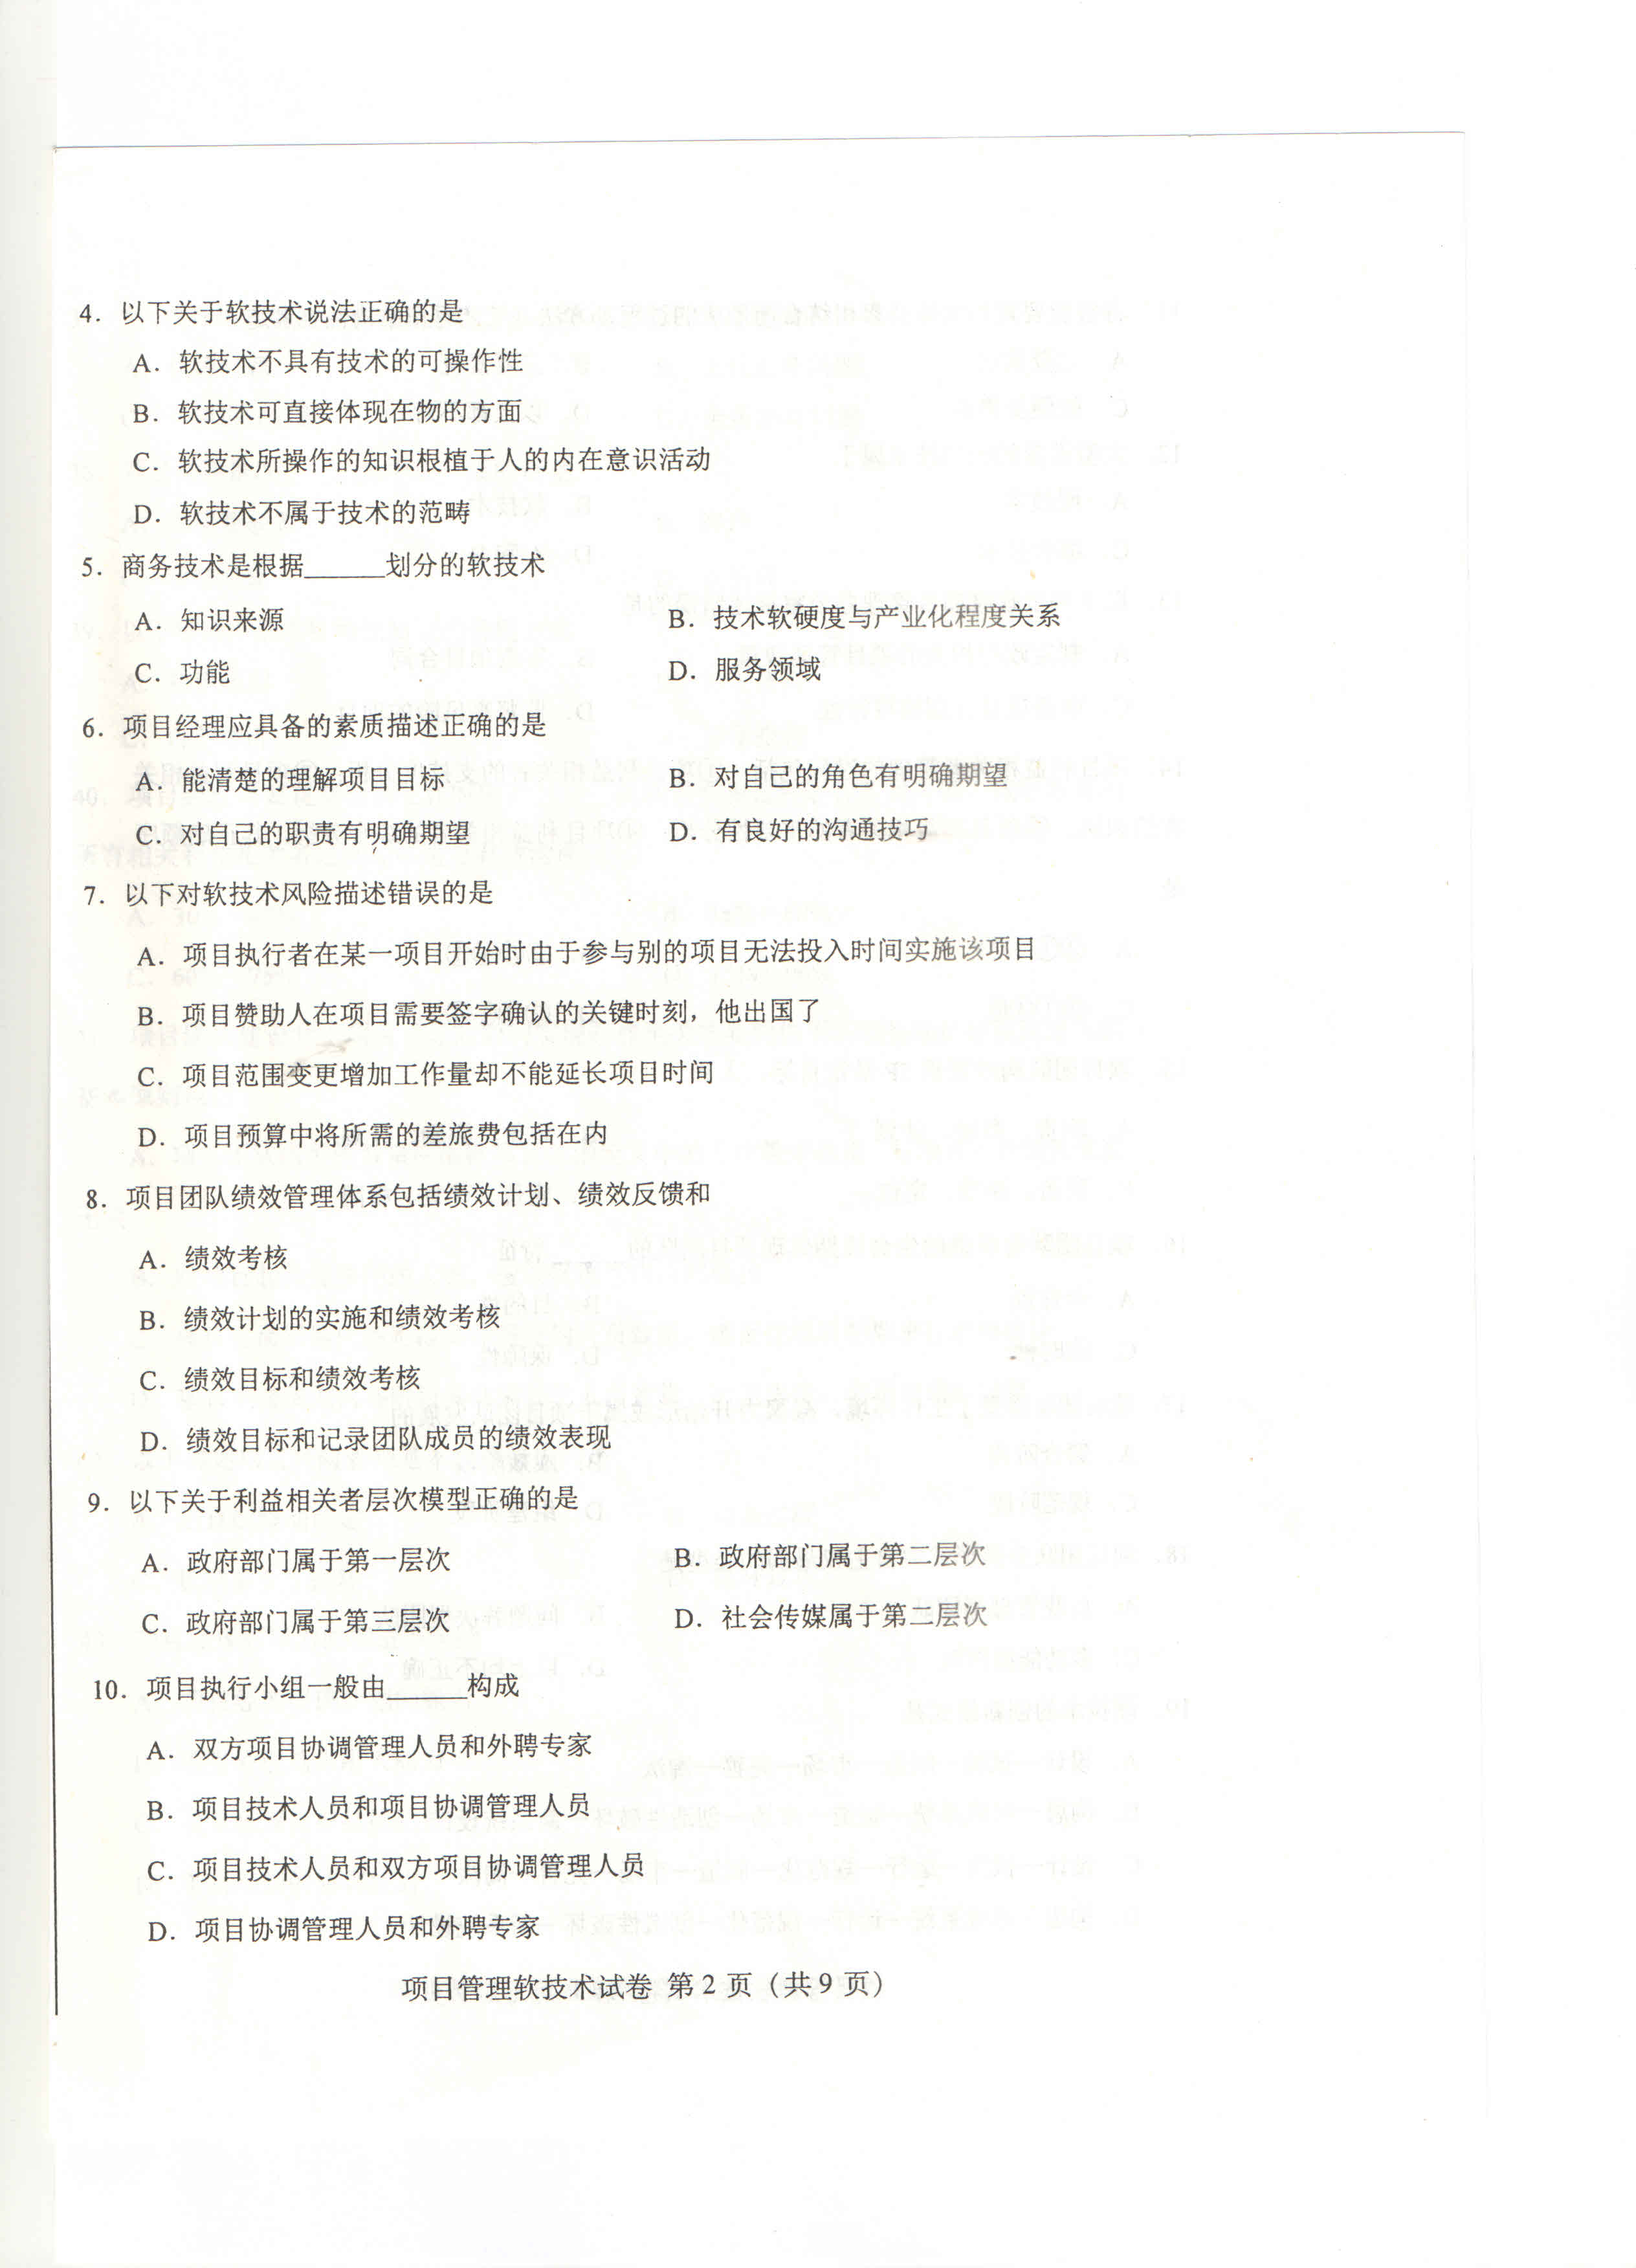 4．以下关于软技术说法正确的是
A．软技术不具有技术的可操作性
B．软技术可直接体现在物的方面
C．软技术所操作的知识根植于人的内在意识活动
D．软技术不属于技术的范畴
5．商务技术是根据______划分的软技术
A．知识来源 B．技术软硬度与产业化程度关系
C．功能 D．服务领域
6．项目经理应具备的素质描述正确的是
A．能清楚的理解项目目标 B．对自己的角色有明确期望
C．对自己的职责有明确期望 D．有良好的沟通技巧
7．以下对软技术风险描述错误的是
A．项目执行者在某一项目开始时由于参与别的项目无法投入时间实施该项目
B．项目赞助人在项目需要签字确认的关键时刻，他出国了
C．项目范围变更增加工作量却不能延长项目时间
D．项目预算中将所需的差旅费包括在内
8．项目团队绩效管理体系包括绩效计划、绩效反馈和
A．绩效考核
B．绩效计划的实施和绩效考核
C．绩效目标和绩效考核
D．绩效目标和记录团队成员的绩效表现
9．以下关于利益相关者层次模型正确的是
A．政府部门属于第一层次 B．政府部门属于第二层次
C．政府部门属于第三层次 D．社会传媒属于第二层次
10．项目执行小组一般由______构成
A．双方项目协调管理人员和外聘专家
B．项目技术人员和项目协调管理人员
C．项目技术人员和双方项目协调管理人员
D．项目协调管理人员和外聘专家
项目管理软技术试卷 第 2 页（共 9 页）